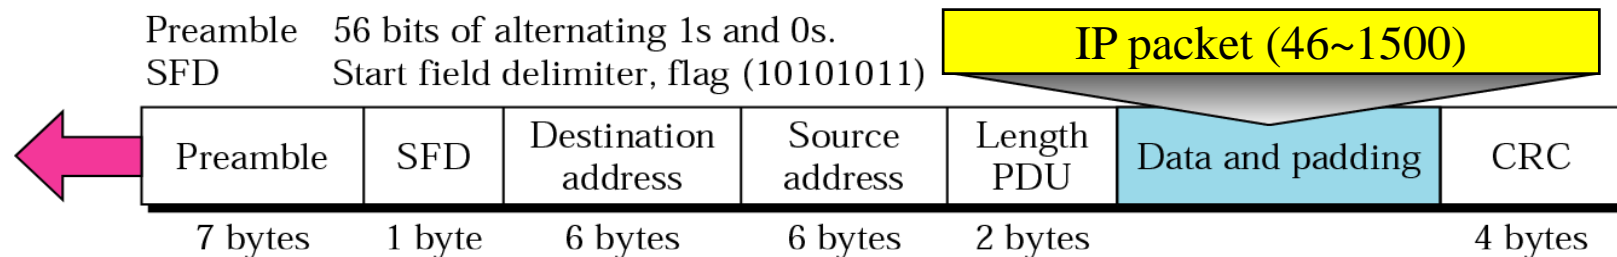 Preamble 56 bits of alternating 1s and 0s.
SFD Start field delimiter, flag (10101011)
IP packet (46~1500)
Preamble
SFD
Destination
address
Source
address
Length
PDU
Data and padding
CRC
7 bytes
1 byte
6 bytes
6 bytes
2 bytes
4 bytes